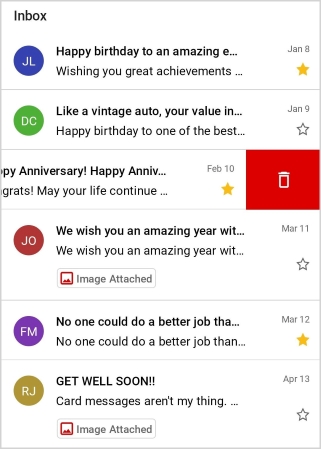 Inbox
JL
Happy birthday to an amazing e...
Jan 8
Wishing you great achievements ...
DC
Like a vintage auto, your value in...
Jan 9
Happy birthday to one of the best...
Anniversary! Happy Anniv...
Feb 10
May your life continue ...
JO
We wish you an amazing year wit...
Mar 11
We wish you an amazing year wit...
Image Attached
FM
No one could do a better job tha...
Mar 12
No one could do a better job than...
RJ
GET WELL SOON!!
Apr 13
Card messages aren't my thing. ...
Image Attached